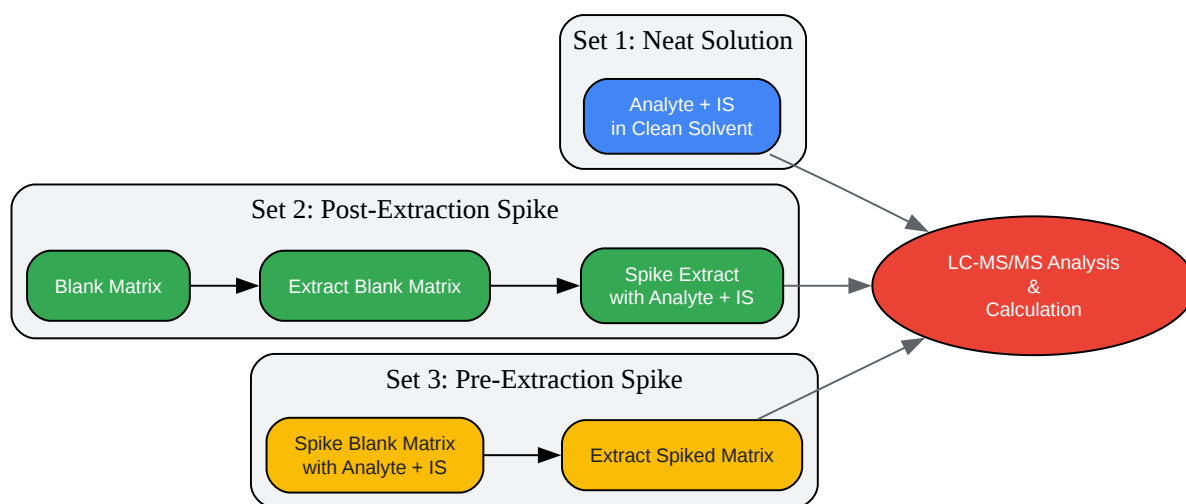 Set 1: Neat Solution
Analyte + IS
in Clean Solvent
Set 2: Post-Extraction Spike
Blank Matrix
Extract Blank Matrix
Spike Extract
with Analyte + IS
LC-MS/MS Analysis
&
Calculation
Set 3: Pre-Extraction Spike
Spike Blank Matrix
with Analyte + IS
Extract Spiked Matrix